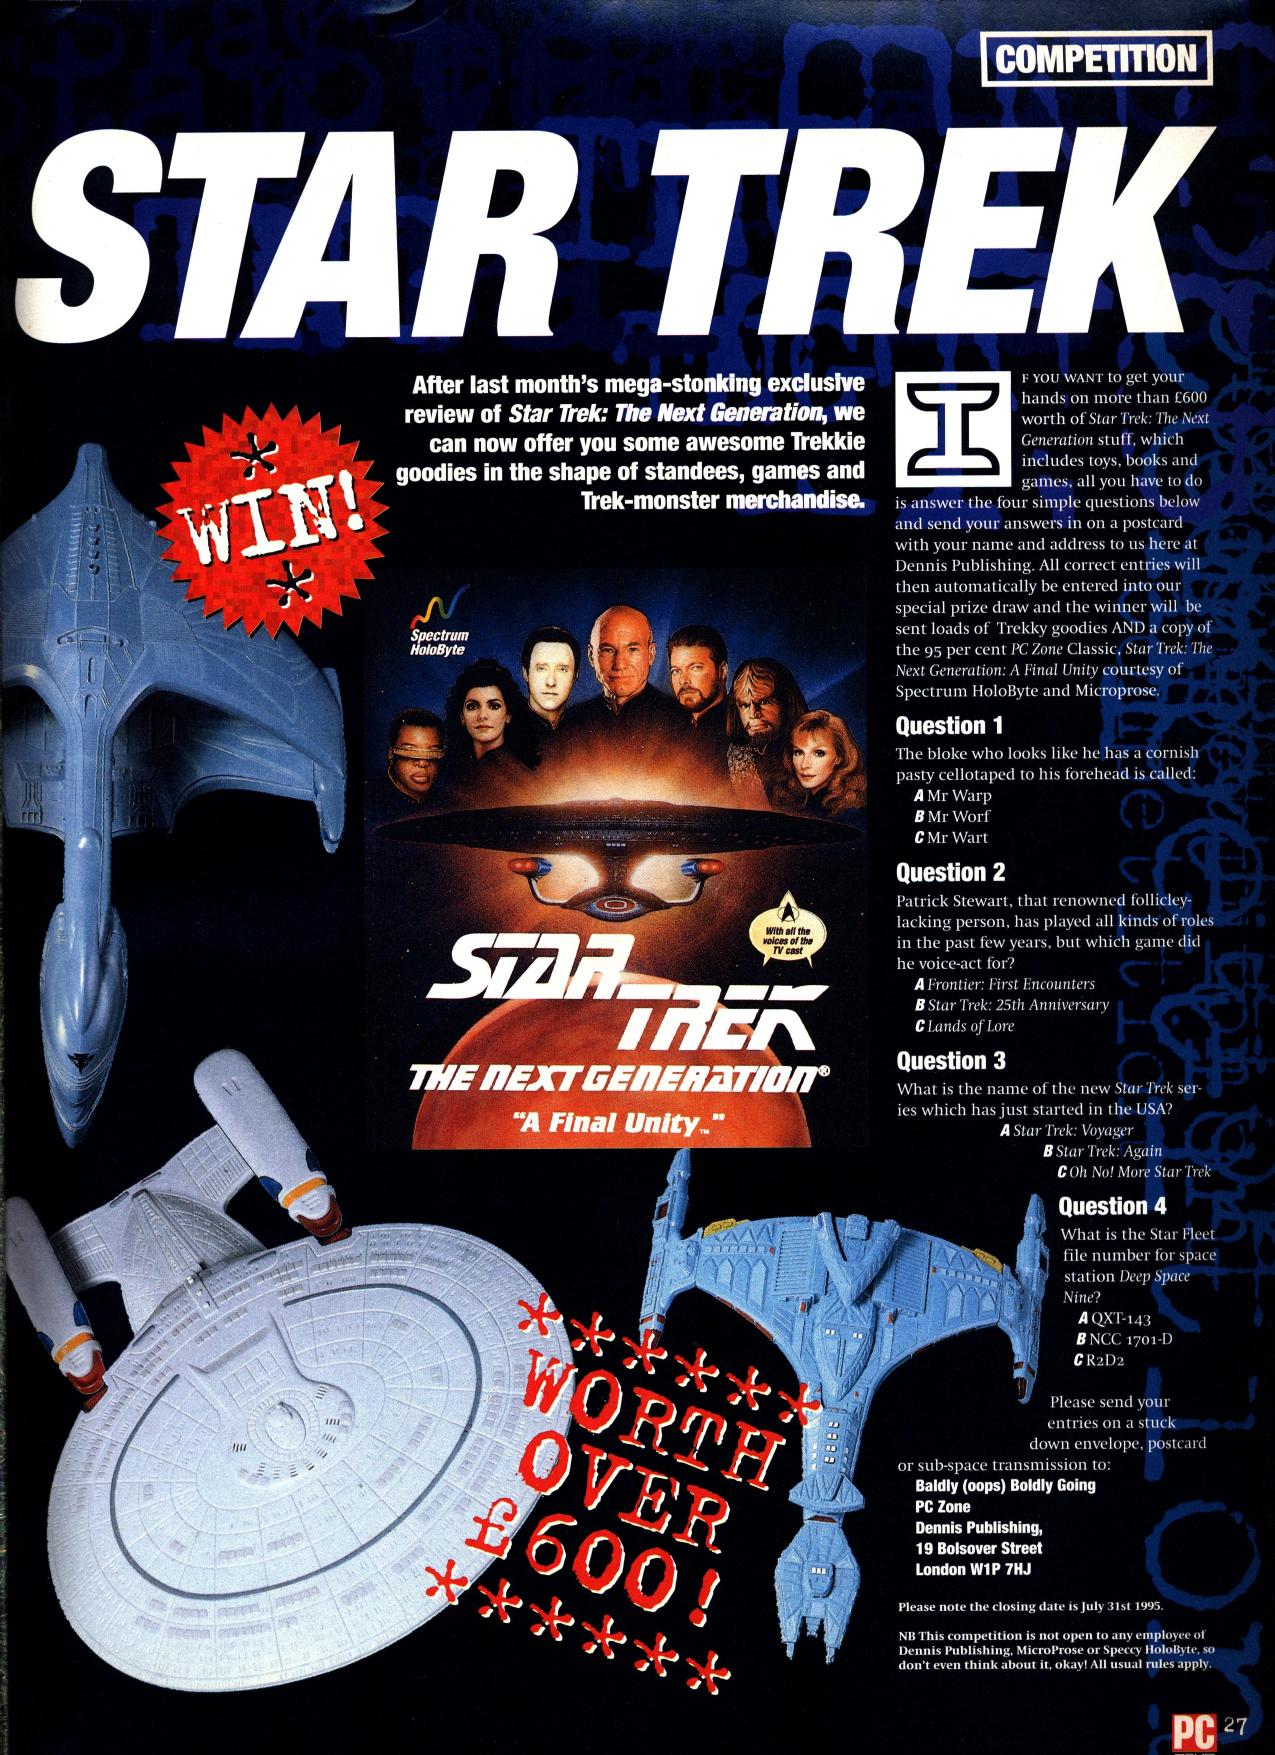 COMPETITION
STAR TREK
After last month's mega-stonking exclusive
review of Star Trek: The Next Generation, we
can now offer you some awesome Trekkie
goodies in the shape of standees, games and
Trek-monster merchandise.
WIN!
Spectrum
HoloByte
With all the
voices of the
TV cast
STAR
TREK
THE NEXT GENERATION®
"A Final Unity™"
WORTH
OVER
£600!
IF YOU WANT to get your
hands on more than £600
worth of Star Trek: The Next
Generation stuff, which
includes toys, books and
games, all you have to do
is answer the four simple questions below
and send your answers in on a postcard
with your name and address to us here at
Dennis Publishing. All correct entries will
then automatically be entered into our
special prize draw and the winner will be
sent loads of Trekky goodies AND a copy of
the 95 per cent PC Zone Classic, Star Trek: The
Next Generation: A Final Unity courtesy of
Spectrum HoloByte and Microprose.
Question 1
The bloke who looks like he has a cornish
pasty cellotaped to his forehead is called:
A Mr Warp
B Mr Worf
C Mr Wart
Question 2
Patrick Stewart, that renowned follicley-
lacking person, has played all kinds of roles
in the past few years, but which game did
he voice-act for?
A Frontier: First Encounters
B Star Trek: 25th Anniversary
C Lands of Lore
Question 3
What is the name of the new Star Trek ser-
ies which has just started in the USA?
A Star Trek: Voyager
B Star Trek: Again
C Oh No! More Star Trek
Question 4
What is the Star Fleet
file number for space
station Deep Space
Nine?
A QXT-143
B NCC 1701-D
C R2D2
Please send your
entries on a stuck
down envelope, postcard
or sub-space transmission to:
Baldly (oops) Boldly Going
PC Zone
Dennis Publishing,
19 Bolsover Street
London W1P 7HJ
Please note the closing date is July 31st 1995.
NB This competition is not open to any employee of
Dennis Publishing, MicroProse or Speccy HoloByte, so
don't even think about it, okay! All usual rules apply.
PC 27